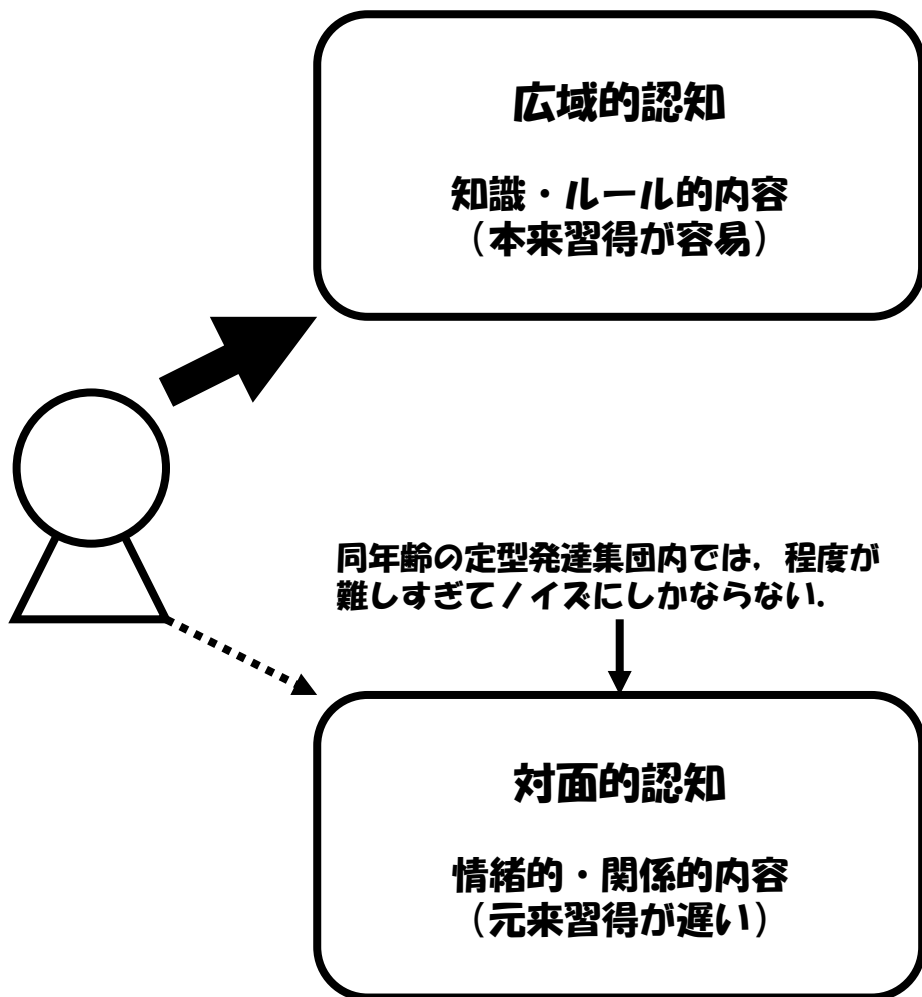 広域的認知
知識・ルール的内容
（本来習得が容易）
同年齢の定型発達集団内では，程度が
難しすぎてノイズにしかならない．
対面的認知
情緒的・関係的内容
（元来習得が遅い）